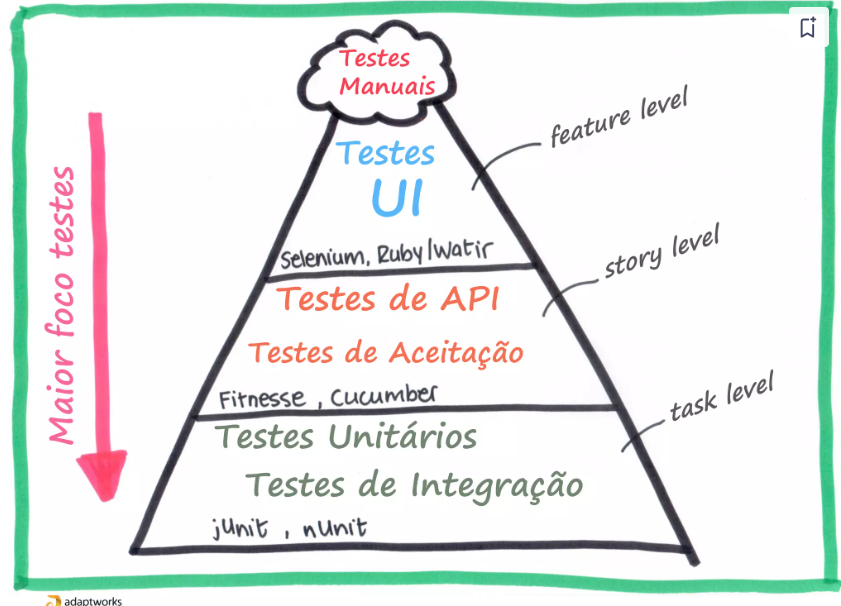 Testes
Manuais
feature level
Testes
UI
Selenium, Ruby/Watir
story level
Testes de API
Testes de Aceitação
Fitnesse, Cucumber
task level
Testes Unitários
Testes de Integração
jUnit, nUnit
Maior foco testes
adaptworks